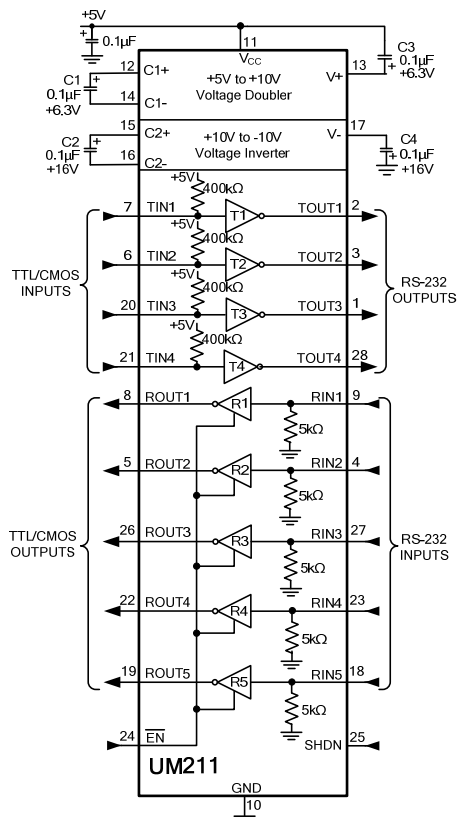 +5V
+ 0.1μF
11
VCC
C3
0.1μF
+6.3V
+
C1
0.1μF
+6.3V
+
12 C1+
14 C1-
+5V to +10V
Voltage Doubler
V+ 13
C2
0.1μF
+16V
+
15 C2+
16 C2-
+10V to -10V
Voltage Inverter
V- 17
C4
0.1μF
+16V
+
TTL/CMOS
INPUTS
+5V
400kΩ
7 TIN1 T1 TOUT1 2
+5V
400kΩ
6 TIN2 T2 TOUT2 3
+5V
400kΩ
20 TIN3 T3 TOUT3 1
+5V
400kΩ
21 TIN4 T4 TOUT4 28
RS-232
OUTPUTS
TTL/CMOS
OUTPUTS
8 ROUT1 R1 RIN1 9
5kΩ
5 ROUT2 R2 RIN2 4
5kΩ
26 ROUT3 R3 RIN3 27
5kΩ
22 ROUT4 R4 RIN4 23
5kΩ
19 ROUT5 R5 RIN5 18
5kΩ
RS-232
INPUTS
24 EN
SHDN 25
UM211
GND
10